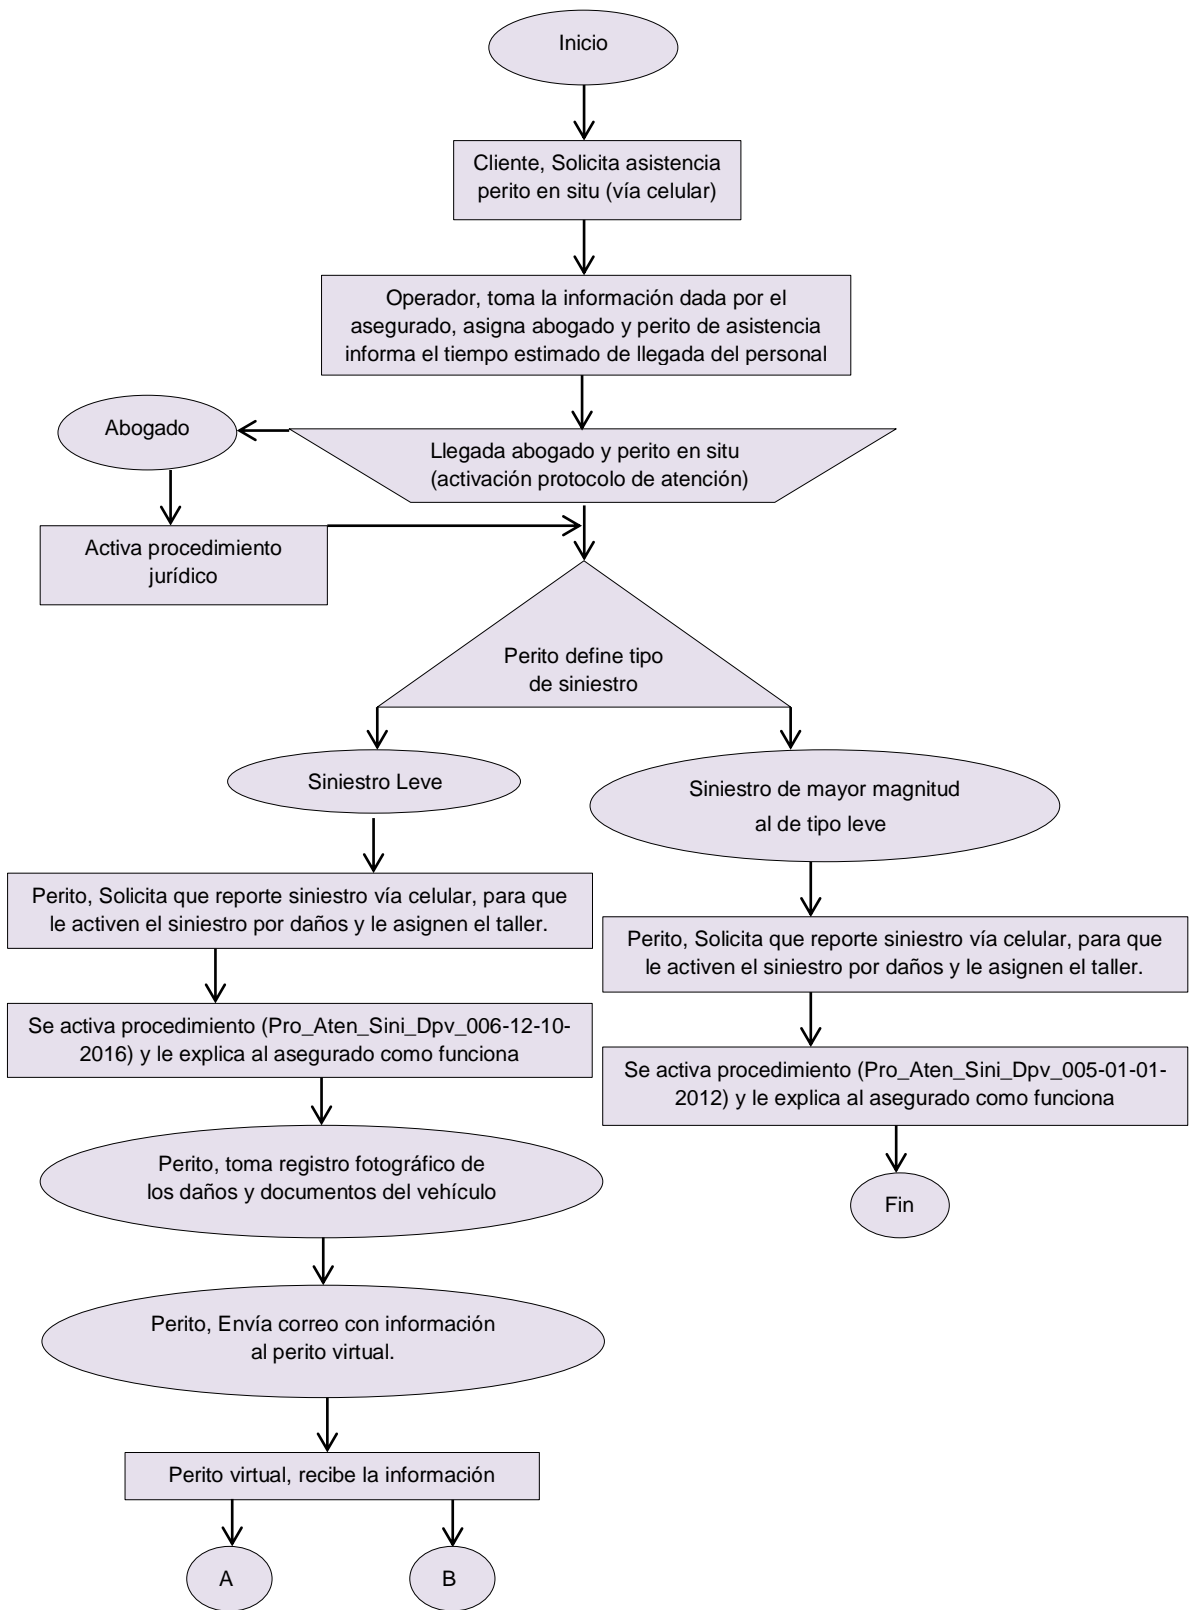 Inicio
Cliente, Solicita asistencia
perito en situ (vía celular)
Operador, toma la información dada por el
asegurado, asigna abogado y perito de asistencia
informa el tiempo estimado de llegada del personal
Abogado
Llegada abogado y perito en situ
(activación protocolo de atención)
Activa procedimiento
jurídico
Perito define tipo
de siniestro
Siniestro Leve
Siniestro de mayor magnitud
al de tipo leve
Perito, Solicita que reporte siniestro vía celular, para que
le activen el siniestro por daños y le asignen el taller.
Perito, Solicita que reporte siniestro vía celular, para que
le activen el siniestro por daños y le asignen el taller.
Se activa procedimiento (Pro_Aten_Sini_Dpv_006-12-10-
2016) y le explica al asegurado como funciona
Se activa procedimiento (Pro_Aten_Sini_Dpv_005-01-01-
2012) y le explica al asegurado como funciona
Perito, toma registro fotográfico de
los daños y documentos del vehículo
Fin
Perito, Envía correo con información
al perito virtual.
Perito virtual, recibe la información
A
B